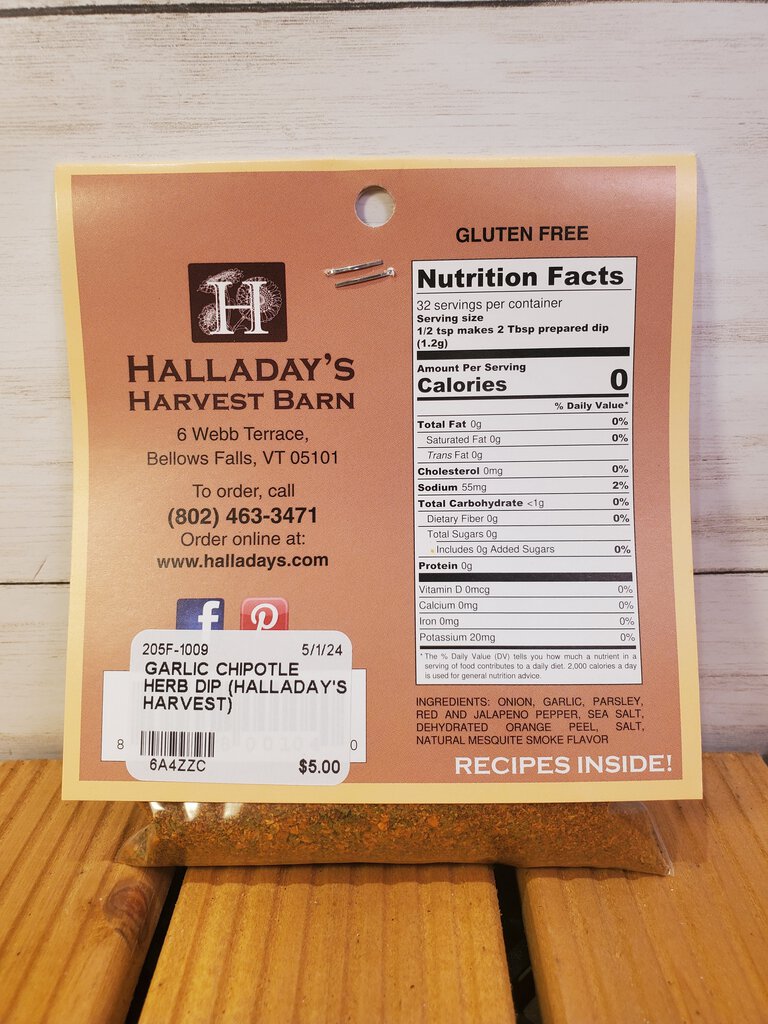 GLUTEN FREE
H
HALLADAY'S
HARVEST BARN
6 Webb Terrace,
Bellows Falls, VT 05101
To order, call
(802) 463-3471
Order online at:
www.halladays.com
f
205F-1009 5/1/24
GARLIC CHIPOTLE
HERB DIP (HALLADAY'S
HARVEST)
8 0
6A4ZZC $5.00
Nutrition Facts
32 servings per container
Serving size
1/2 tsp makes 2 Tbsp prepared dip
(1.2g)
Amount Per Serving
Calories 0
% Daily Value*
Total Fat 0g 0%
Saturated Fat 0g 0%
Trans Fat 0g
Cholesterol 0mg 0%
Sodium 55mg 2%
Total Carbohydrate <1g 0%
Dietary Fiber 0g 0%
Total Sugars 0g
Includes 0g Added Sugars 0%
Protein 0g
Vitamin D 0mcg 0%
Calcium 0mg 0%
Iron 0mg 0%
Potassium 20mg 0%
*The % Daily Value (DV) tells you how much a nutrient in a
serving of food contributes to a daily diet. 2,000 calories a day
is used for general nutrition advice.
INGREDIENTS: ONION, GARLIC, PARSLEY,
RED AND JALAPENO PEPPER, SEA SALT,
DEHYDRATED ORANGE PEEL, SALT,
NATURAL MESQUITE SMOKE FLAVOR
RECIPES INSIDE!